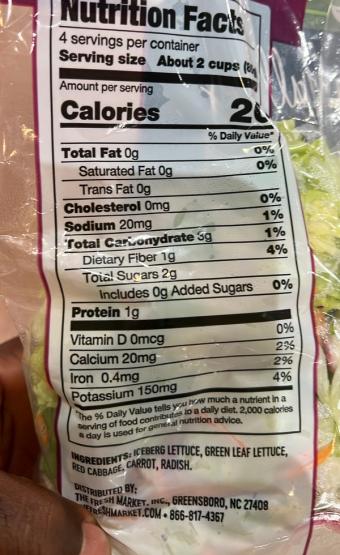 Nutrition Facts
4 servings per container
Serving size About 2 cups
Amount per serving
Calories 20
% Daily Value*
Total Fat 0g 0%
Saturated Fat 0g 0%
Trans Fat 0g
Cholesterol 0mg 0%
Sodium 20mg 1%
Total Carbohydrate 3g 1%
Dietary Fiber 1g 4%
Total Sugars 2g
Includes 0g Added Sugars 0%
Protein 1g
Vitamin D 0mcg 0%
Calcium 20mg 2%
Iron 0.4mg 2%
Potassium 150mg 4%
*The % Daily Value tells you how much a nutrient in a
serving of food contributes to a daily diet. 2,000 calories
a day is used for general nutrition advice.
INGREDIENTS: ICEBERG LETTUCE, GREEN LEAF LETTUCE,
RED CABBAGE, CARROT, RADISH.
DISTRIBUTED BY:
THE FRESH MARKET, INC., GREENSBORO, NC 27408
THEFRESHMARKET.COM • 866-817-4367